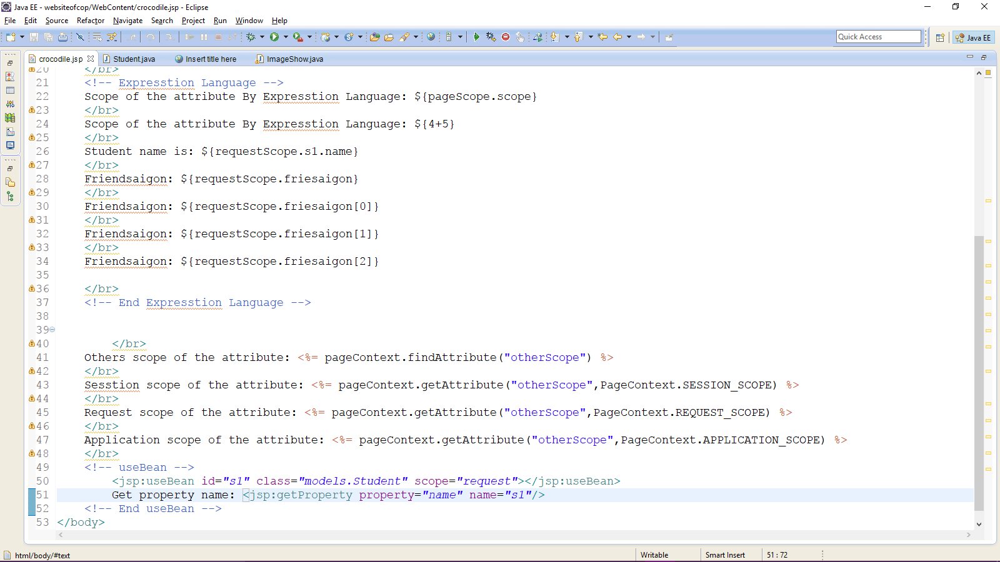 Java EE - websiteofcop/WebContent/crocodile.jsp - Eclipse
File Edit Source Refactor Navigate Search Project Run Window Help
Quick Access
Java EE
crocodile.jsp Student.java Insert title here ImageShow.java
20 </br>
21 <!-- Expresstion Language -->
22 Scope of the attribute By Expresstion Language: ${pageScope.scope}
23 </br>
24 Scope of the attribute By Expresstion Language: ${4+5}
25 </br>
26 Student name is: ${requestScope.s1.name}
27 </br>
28 Friendsaigon: ${requestScope.friesaigon}
29 </br>
30 Friendsaigon: ${requestScope.friesaigon[0]}
31 </br>
32 Friendsaigon: ${requestScope.friesaigon[1]}
33 </br>
34 Friendsaigon: ${requestScope.friesaigon[2]}
35
36 </br>
37 <!-- End Expresstion Language -->
38
39
40 </br>
41 Others scope of the attribute: <%= pageContext.findAttribute("otherScope") %>
42 </br>
43 Sesstion scope of the attribute: <%= pageContext.getAttribute("otherScope",PageContext.SESSION_SCOPE) %>
44 </br>
45 Request scope of the attribute: <%= pageContext.getAttribute("otherScope",PageContext.REQUEST_SCOPE) %>
46 </br>
47 Application scope of the attribute: <%= pageContext.getAttribute("otherScope",PageContext.APPLICATION_SCOPE) %>
48 </br>
49 <!-- useBean -->
50 <jsp:useBean id="s1" class="models.Student" scope="request"></jsp:useBean>
51 Get property name: <jsp:getProperty property="name" name="s1"/>
52 <!-- End useBean -->
53 </body>
html/body/#text Writable Smart Insert 51 : 72